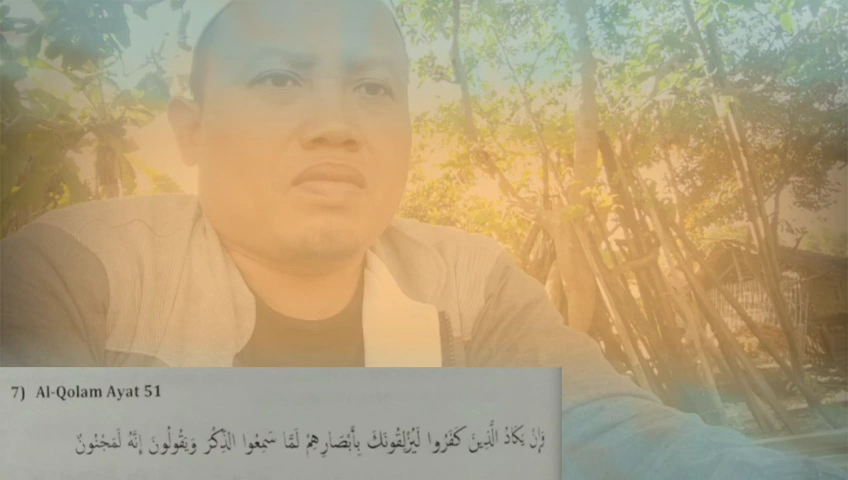 7) Al-Qolam Ayat 51
وَإِنْ يَكَادُ الَّذِينَ كَفَرُوا لَيُزْلِقُونَكَ بِأَبْصَارِهِمْ لَمَّا سَمِعُوا الذِّكْرَ وَيَقُولُونَ إِنَّهُ لَمَجْنُونٌ